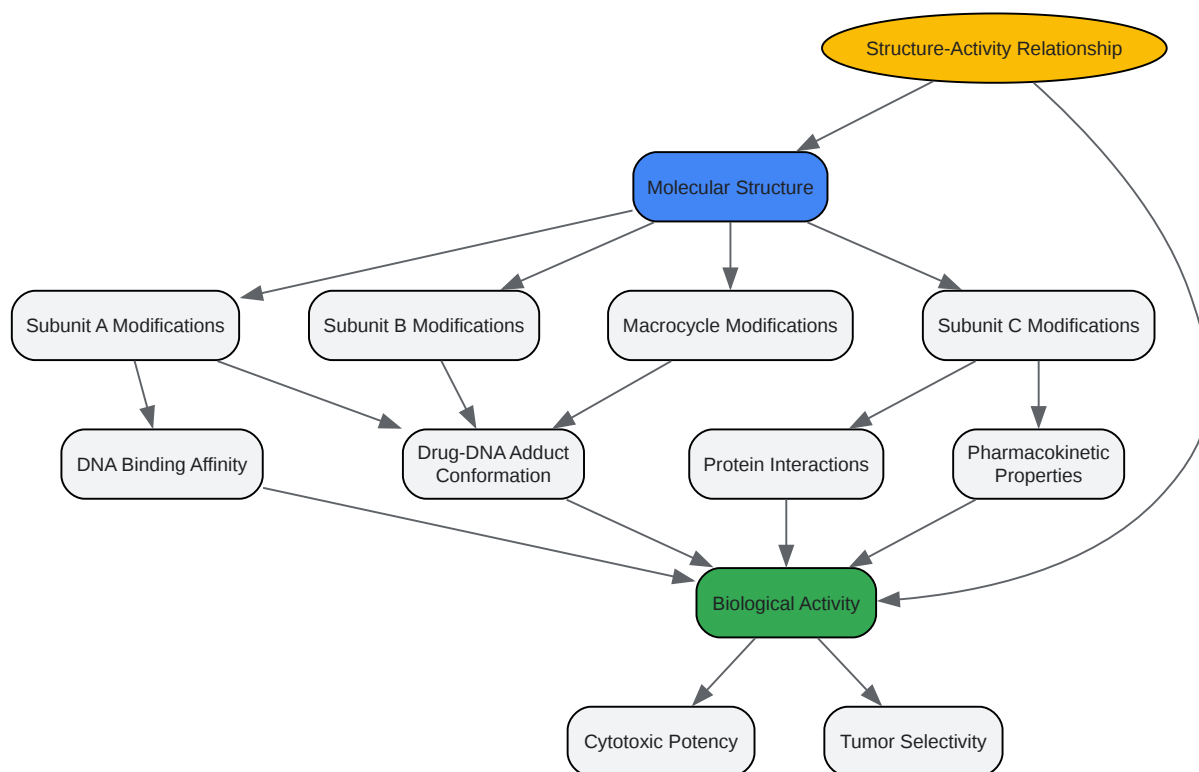 Structure-Activity Relationship
Molecular Structure
Subunit A Modifications
Subunit B Modifications
Macrocycle Modifications
Subunit C Modifications
DNA Binding Affinity
Drug-DNA Adduct
Conformation
Protein Interactions
Pharmacokinetic
Properties
Biological Activity
Cytotoxic Potency
Tumor Selectivity